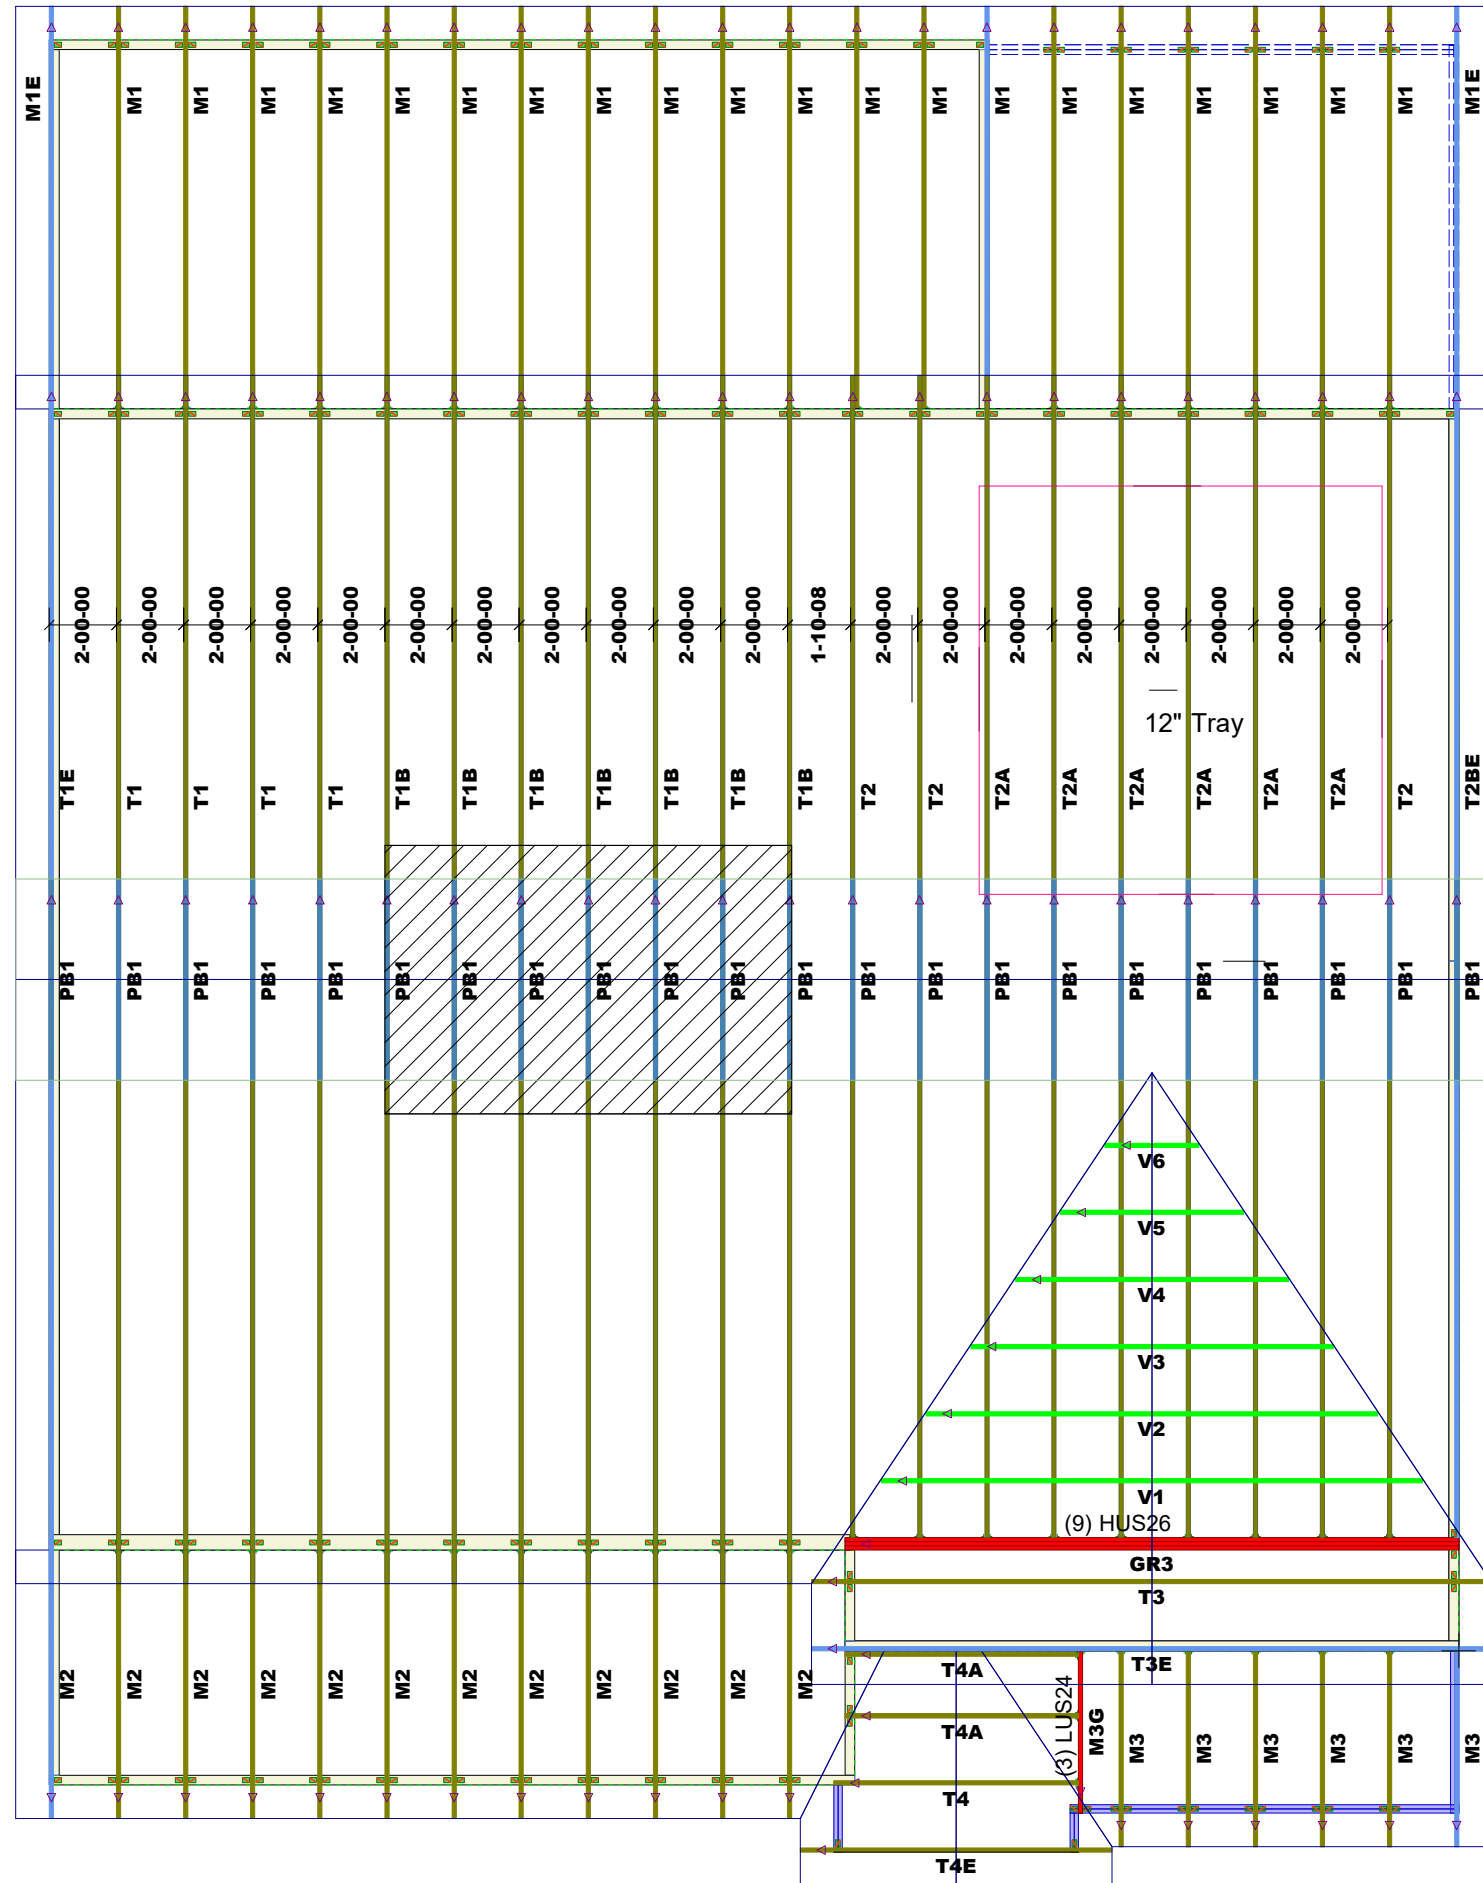 M1E M1 M1 M1 M1 M1 M1 M1 M1 M1 M1 M1 M1 M1 M1 M1 M1 M1 M1 M1 M1 M1E
2-00-00 2-00-00 2-00-00 2-00-00 2-00-00 2-00-00 2-00-00 2-00-00 2-00-00 2-00-00 2-00-00 1-10-08 2-00-00 2-00-00 2-00-00 2-00-00 2-00-00 2-00-00 2-00-00 2-00-00
12" Tray
T1E T1 T1 T1 T1 T1B T1B T1B T1B T1B T1B T1B T2 T2 T2A T2A T2A T2A T2A T2A T2 T2BE
PB1 PB1 PB1 PB1 PB1 PB1 PB1 PB1 PB1 PB1 PB1 PB1 PB1 PB1 PB1 PB1 PB1 PB1 PB1 PB1 PB1 PB1
V6
V5
V4
V3
V2
V1
(9) HUS26
GR3
T3
T3E
M2 M2 M2 M2 M2 M2 M2 M2 M2 M2 M2 M2
T4A
T4A
(3) LUS24
M3G
M3 M3 M3 M3 M3 M3
T4
T4E